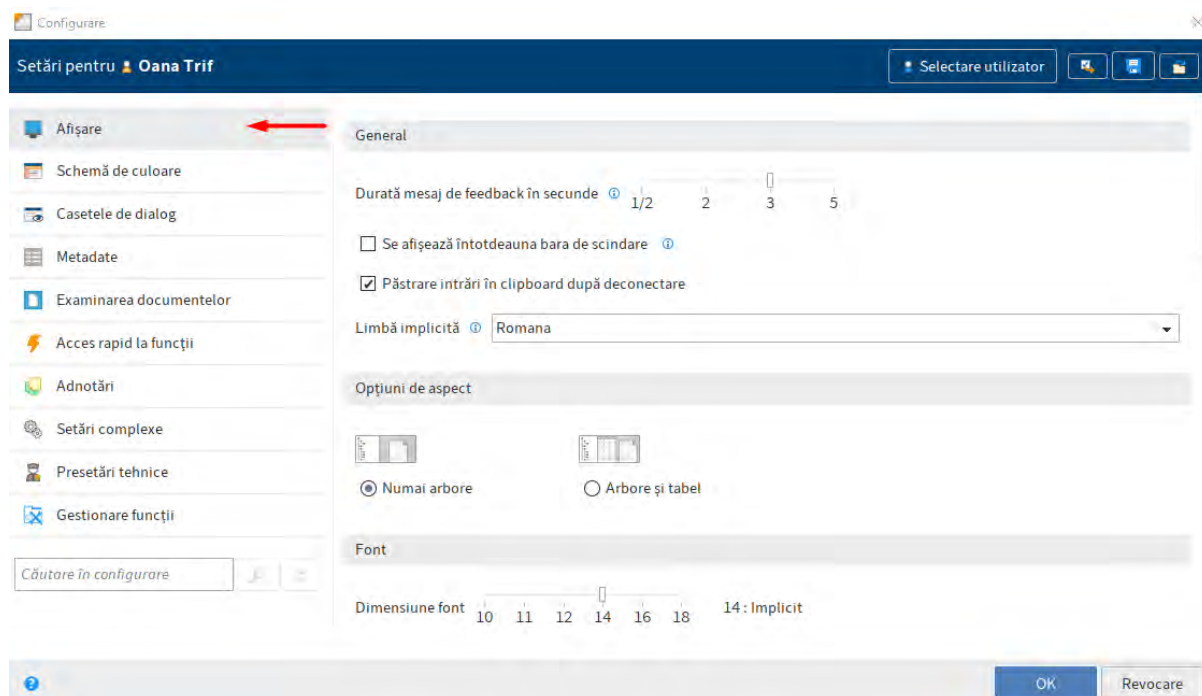 Configurare
Setări pentru Oana Trif
Selectare utilizator
Afișare
Schemă de culoare
Casetele de dialog
Metadate
Examinarea documentelor
Acces rapid la funcții
Adnotări
Setări complexe
Presetări tehnice
Gestionare funcții
Căutare în configurare
General
Durată mesaj de feedback în secunde
1/2 2 3 5
Se afișează întotdeauna bara de scindare
Păstrare intrări în clipboard după deconectare
Limbă implicită Romana
Opțiuni de aspect
Numai arbore Arbore și tabel
Font
Dimensiune font 10 11 12 14 16 18 14 : Implicit
OK Revocare